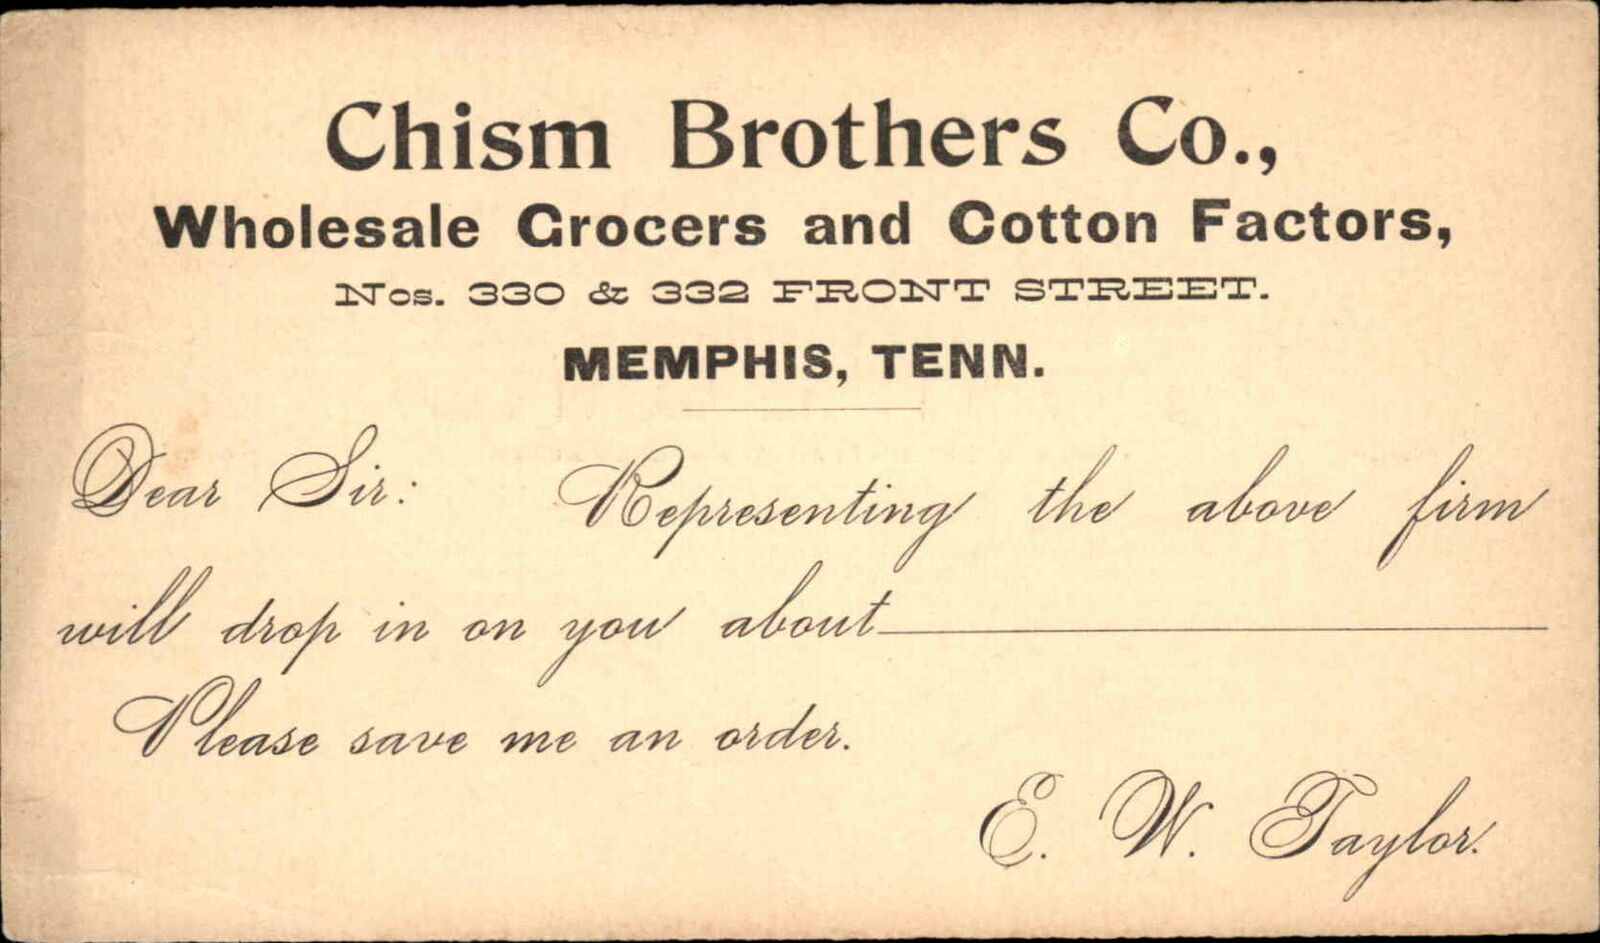 Chism Brothers Co.,
Wholesale Grocers and Cotton Factors,
Nos. 330 & 332 FRONT STREET.
MEMPHIS, TENN.
Dear Sir: Representing the above firm
will drop in on you about
Please save me an order.
E. W. Taylor.